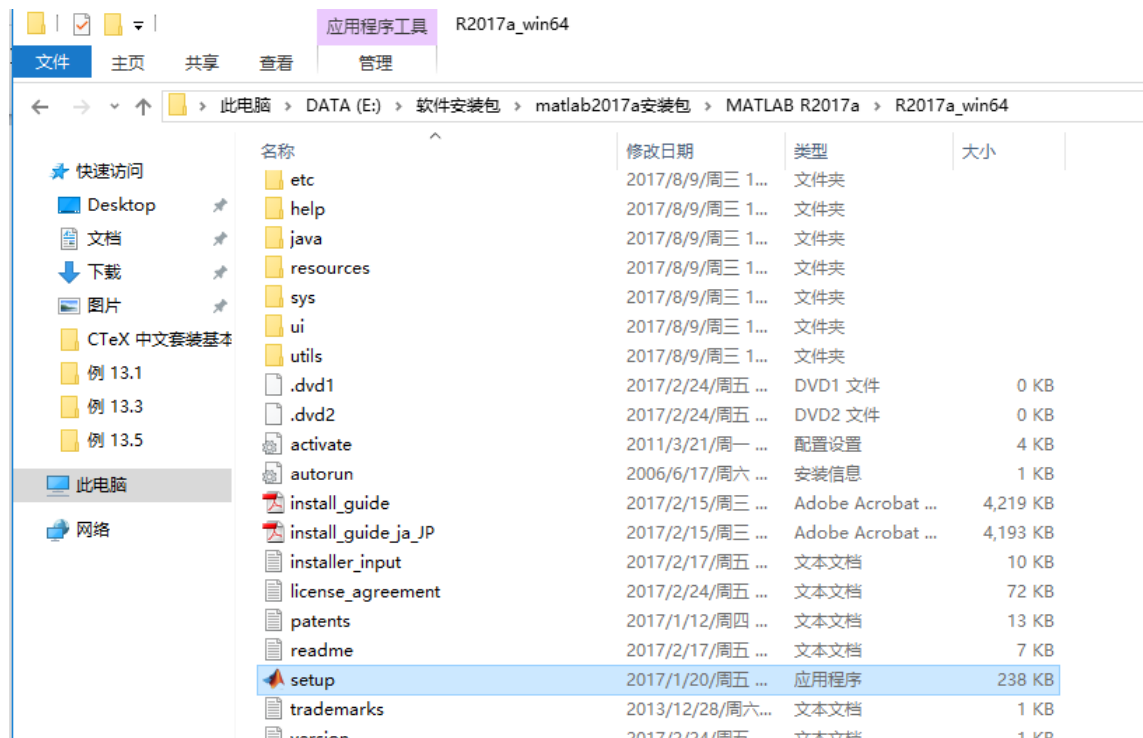 应用程序工具 R2017a_win64
文件 主页 共享 查看 管理
此电脑 › DATA (E:) › 软件安装包 › matlab2017a安装包 › MATLAB R2017a › R2017a_win64
名称 修改日期 类型 大小
快速访问
Desktop
文档
下载
图片
CTeX 中文套装基本
例 13.1
例 13.3
例 13.5
此电脑
网络
etc 2017/8/9/周三 1... 文件夹
help 2017/8/9/周三 1... 文件夹
java 2017/8/9/周三 1... 文件夹
resources 2017/8/9/周三 1... 文件夹
sys 2017/8/9/周三 1... 文件夹
ui 2017/8/9/周三 1... 文件夹
utils 2017/8/9/周三 1... 文件夹
.dvd1 2017/2/24/周五 ... DVD1 文件 0 KB
.dvd2 2017/2/24/周五 ... DVD2 文件 0 KB
activate 2011/3/21/周一 ... 配置设置 4 KB
autorun 2006/6/17/周六 ... 安装信息 1 KB
install_guide 2017/2/15/周三 ... Adobe Acrobat ... 4,219 KB
install_guide_ja_JP 2017/2/15/周三 ... Adobe Acrobat ... 4,193 KB
installer_input 2017/2/17/周五 ... 文本文档 10 KB
license_agreement 2017/2/24/周五 ... 文本文档 72 KB
patents 2017/1/12/周四 ... 文本文档 13 KB
readme 2017/2/17/周五 ... 文本文档 7 KB
setup 2017/1/20/周五 ... 应用程序 238 KB
trademarks 2013/12/28/周六... 文本文档 1 KB
version 2017/2/24/周五 文本文档 1 KB